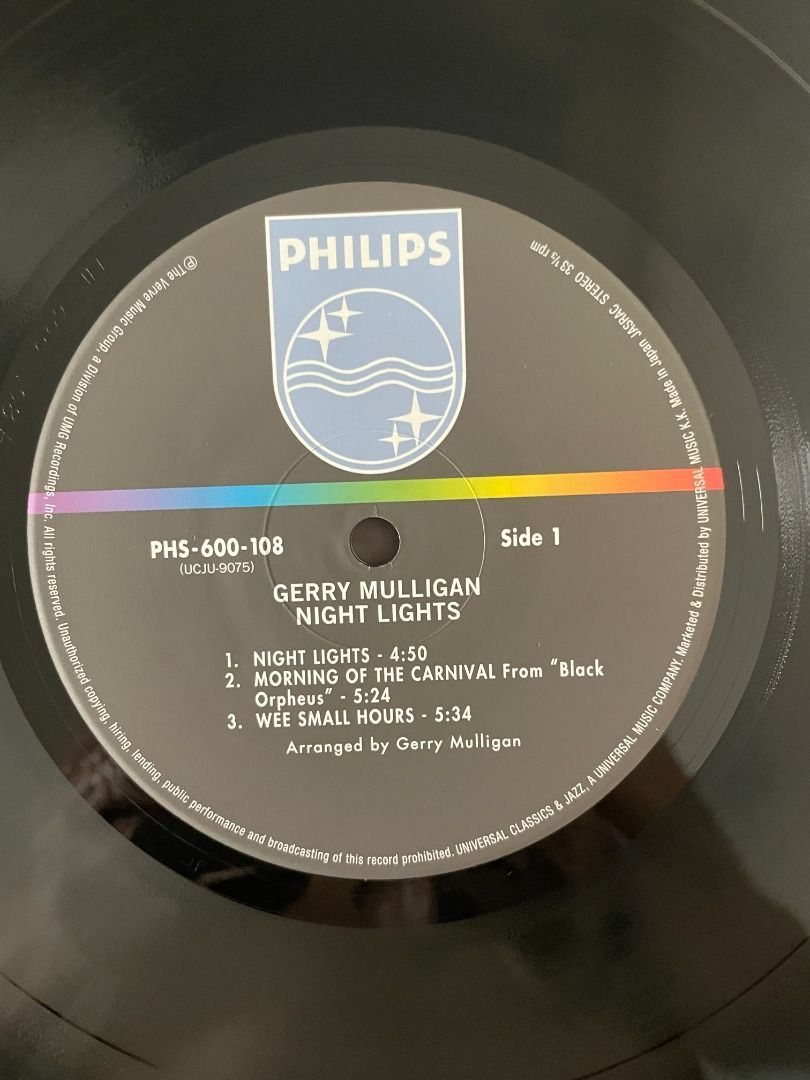 PHILIPS
PHS-600-108
(UCJU-9075)
Side 1
GERRY MULLIGAN
NIGHT LIGHTS
1. NIGHT LIGHTS - 4:50
2. MORNING OF THE CARNIVAL From "Black
Orpheus" - 5:24
3. WEE SMALL HOURS - 5:34
Arranged by Gerry Mulligan
℗The Verve Music Group, a Division of UMG Recordings, Inc. All rights reserved. Unauthorized copying, hiring, lending, public performance and broadcasting of this record prohibited. UNIVERSAL CLASSICS & JAZZ, A UNIVERSAL MUSIC COMPANY. Marketed & Distributed by UNIVERSAL MUSIC K.K. Made in Japan JASRAC STEREO 33 ⅓ rpm